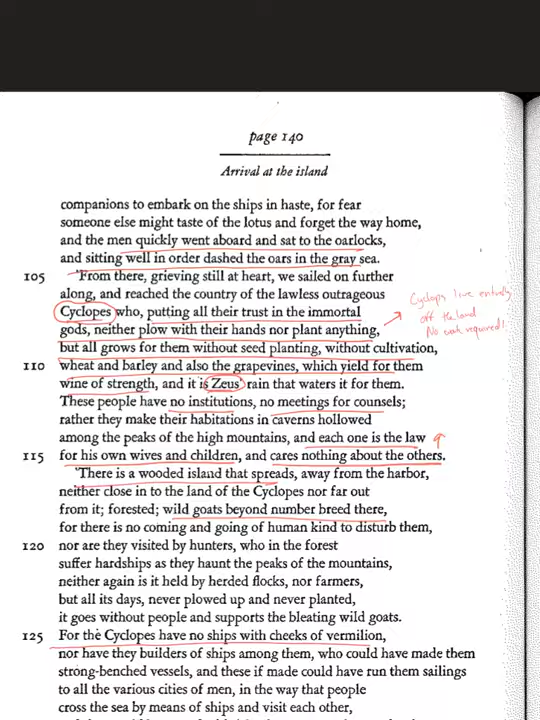 page 140
Arrival at the island
companions to embark on the ships in haste, for fear
someone else might taste of the lotus and forget the way home,
and the men quickly went aboard and sat to the oarlocks,
and sitting well in order dashed the oars in the gray sea.
105 'From there, grieving still at heart, we sailed on further
along, and reached the country of the lawless outrageous
Cyclopes who, putting all their trust in the immortal
gods, neither plow with their hands nor plant anything,
but all grows for them without seed planting, without cultivation,
110 wheat and barley and also the grapevines, which yield for them
wine of strength, and it is Zeus' rain that waters it for them.
These people have no institutions, no meetings for counsels;
rather they make their habitations in caverns hollowed
among the peaks of the high mountains, and each one is the law
115 for his own wives and children, and cares nothing about the others.
'There is a wooded island that spreads, away from the harbor,
neither close in to the land of the Cyclopes nor far out
from it; forested; wild goats beyond number breed there,
for there is no coming and going of human kind to disturb them,
120 nor are they visited by hunters, who in the forest
suffer hardships as they haunt the peaks of the mountains,
neither again is it held by herded flocks, nor farmers,
but all its days, never plowed up and never planted,
it goes without people and supports the bleating wild goats.
125 For the Cyclopes have no ships with cheeks of vermilion,
nor have they builders of ships among them, who could have made them
strong-benched vessels, and these if made could have run them sailings
to all the various cities of men, in the way that people
cross the sea by means of ships and visit each other,
Cyclops live entirely
off the land
No work required!